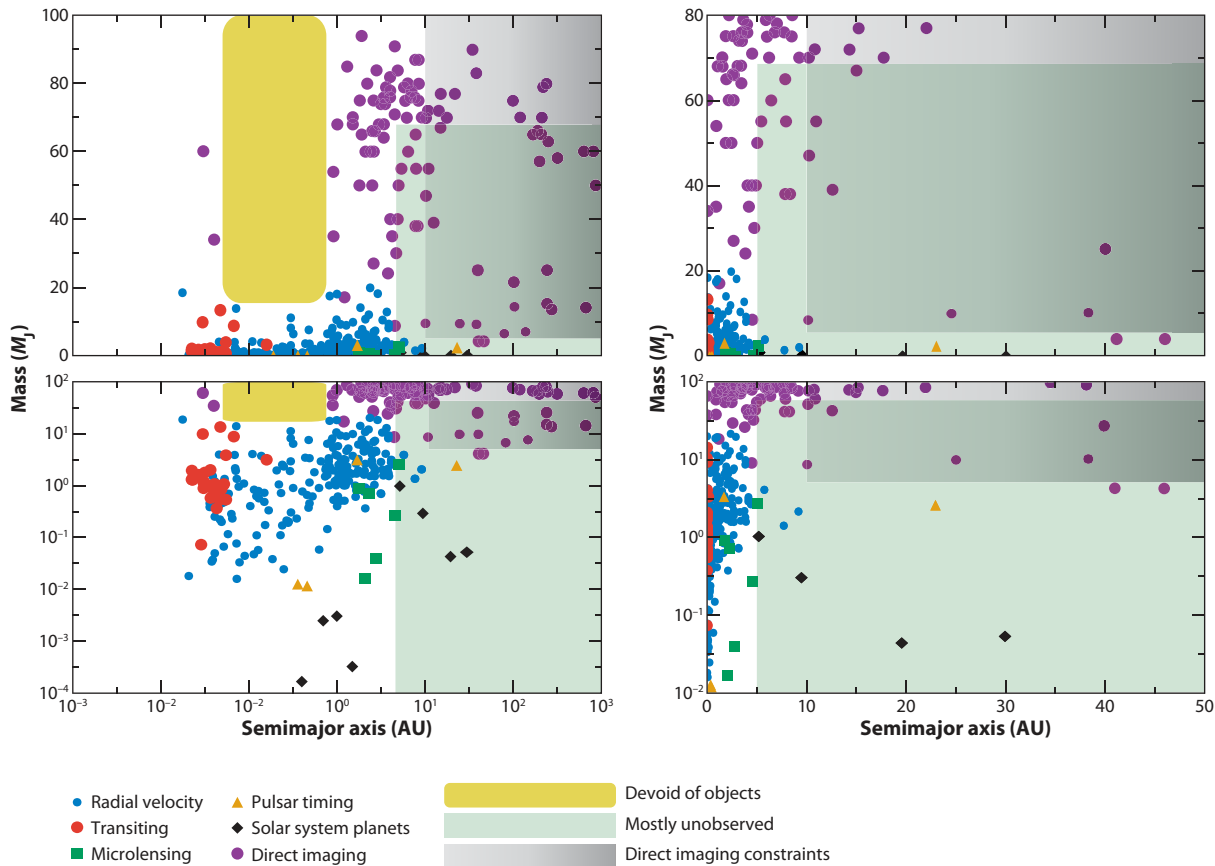 100
80
60
40
20
0
Mass (MJ)
80
60
40
20
0
Mass (MJ)
10²
10¹
10⁰
10⁻¹
10⁻²
10⁻³
10⁻⁴
10⁻³ 10⁻² 10⁻² 10⁰ 10¹ 10² 10³
Semimajor axis (AU)
10²
10¹
10⁰
10⁻¹
10⁻²
0 10 20 30 40 50
Semimajor axis (AU)
Radial velocity
Transiting
Microlensing
Pulsar timing
Solar system planets
Direct imaging
Devoid of objects
Mostly unobserved
Direct imaging constraints